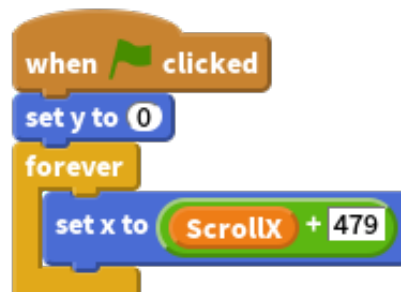 when clicked
set y to 0
forever
set x to ScrollX + 479